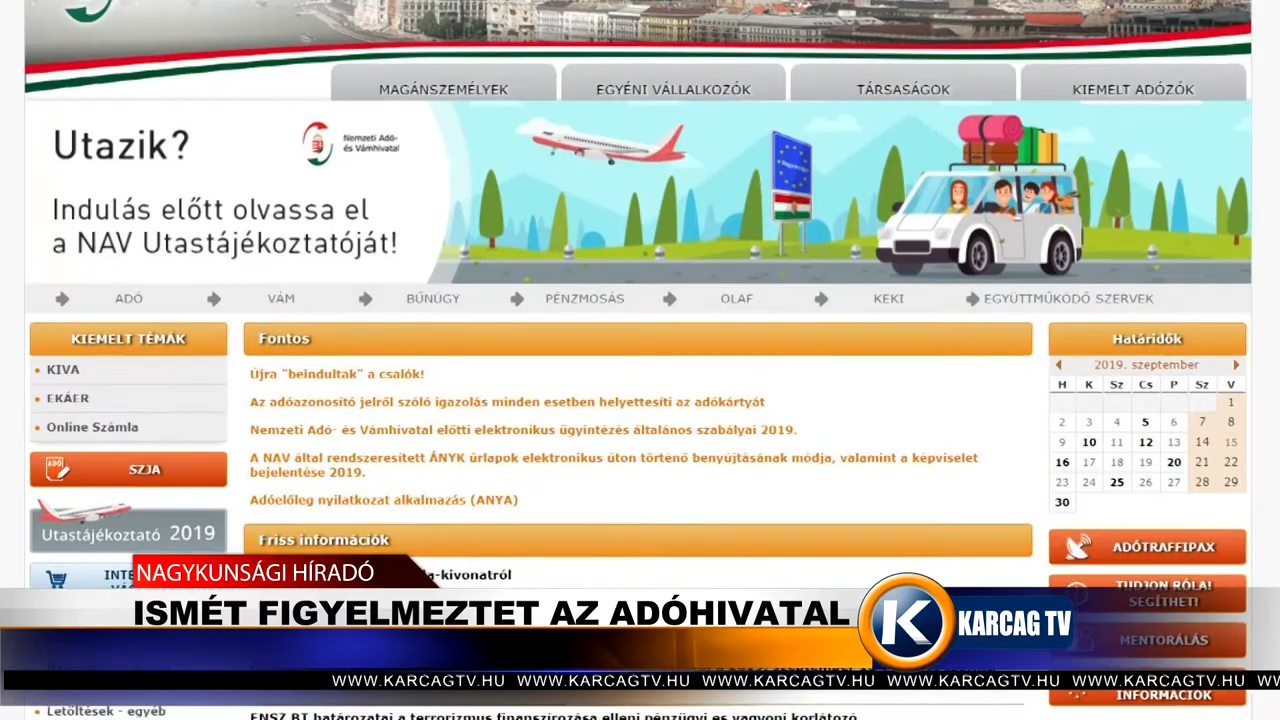 MAGÁNSZEMÉLYEK
EGYÉNI VÁLLALKOZÓK
TÁRSASÁGOK
KIEMELT ADÓZÓK
Utazik?
Nemzeti Adó-
és Vámhivatal
Indulás előtt olvassa el
a NAV Utastájékoztatóját!
ADÓ
VÁM
BŰNÜGY
PÉNZMOSÁS
OLAF
KEKI
EGYÜTTMŰKÖDŐ SZERVEK
KIEMELT TÉMÁK
KIVA
EKÁER
Online Számla
ADÓ
SZJA
Utastájékoztató 2019
Fontos
Újra "beindultak" a csalók!
Az adóazonosító jelről szóló igazolás minden esetben helyettesíti az adókártyát
Nemzeti Adó- és Vámhivatal előtti elektronikus ügyintézés általános szabályai 2019.
A NAV által rendszeresített ÁNYK űrlapok elektronikus úton történő benyújtásának módja, valamint a képviselet
bejelentése 2019.
Adóelőleg nyilatkozat alkalmazás (ANYA)
Friss információk
Határidők
2019. szeptember
H K Sz Cs P Sz V
1
2 3 4 5 6 7 8
9 10 11 12 13 14 15
16 17 18 19 20 21 22
23 24 25 26 27 28 29
30
ADÓTRAFFIPAX
TUDJON RÓLA!
SEGÍTHET!
MENTORÁLÁS
INFORMÁCIÓK
NAGYKUNSÁGI HÍRADÓ
ISMÉT FIGYELMEZTET AZ ADÓHIVATAL
K KARCAG TV
WWW.KARCAGTV.HU WWW.KARCAGTV.HU WWW.KARCAGTV.HU WWW.KARCAGTV.HU WWW.KARCAGTV.HU
Letöltések - egyéb
ENSZ BT határozatai a terrorizmus finanszírozása elleni pénzügyi és vagyoni korlátozó